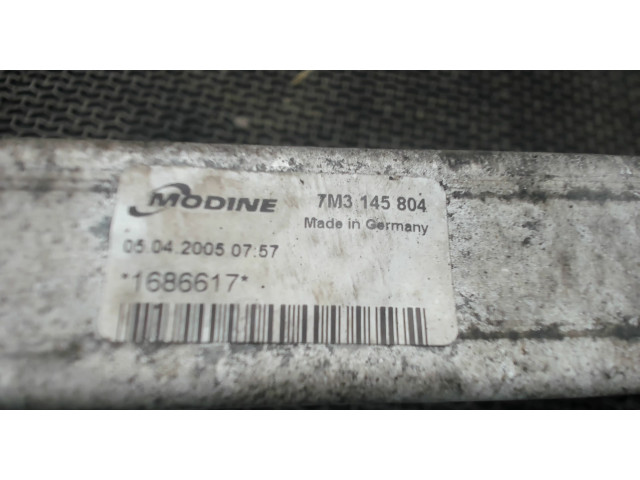 MODINE 7M3 145 804
Made in Germany
05.04.2005 07:57
*1686617*